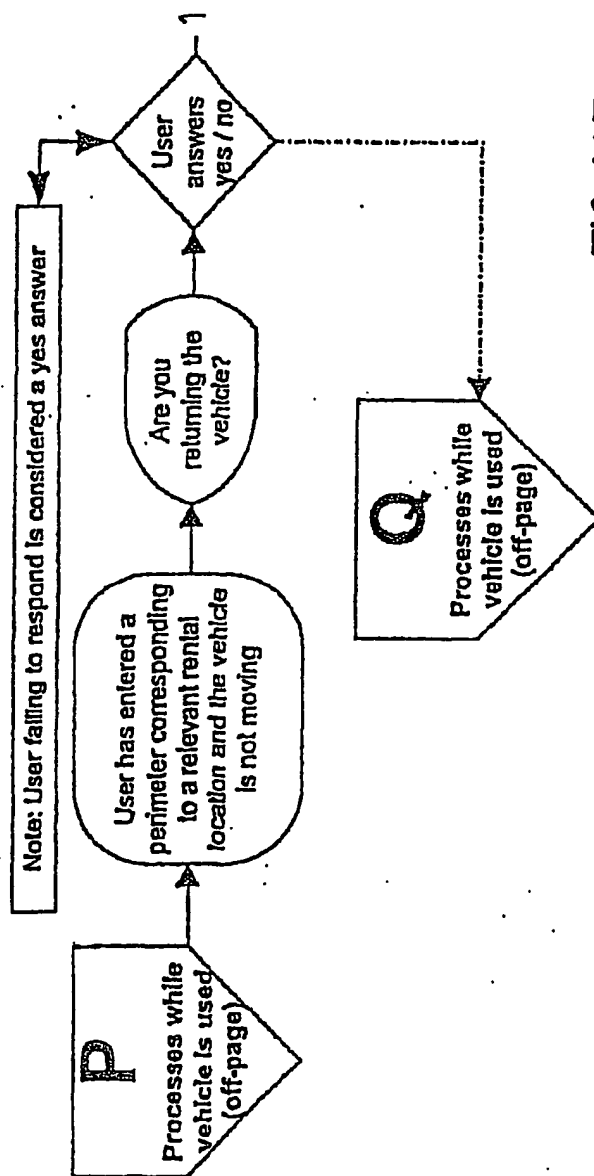 Note: User failing to respond is considered a yes answer
P
Processes while
vehicle is used
(off-page)
User has entered a
perimeter corresponding
to a relevant rental
location and the vehicle
is not moving
Are you
returning the
vehicle?
User
answers
yes / no
1
Q
Processes while
vehicle is used
(off-page)